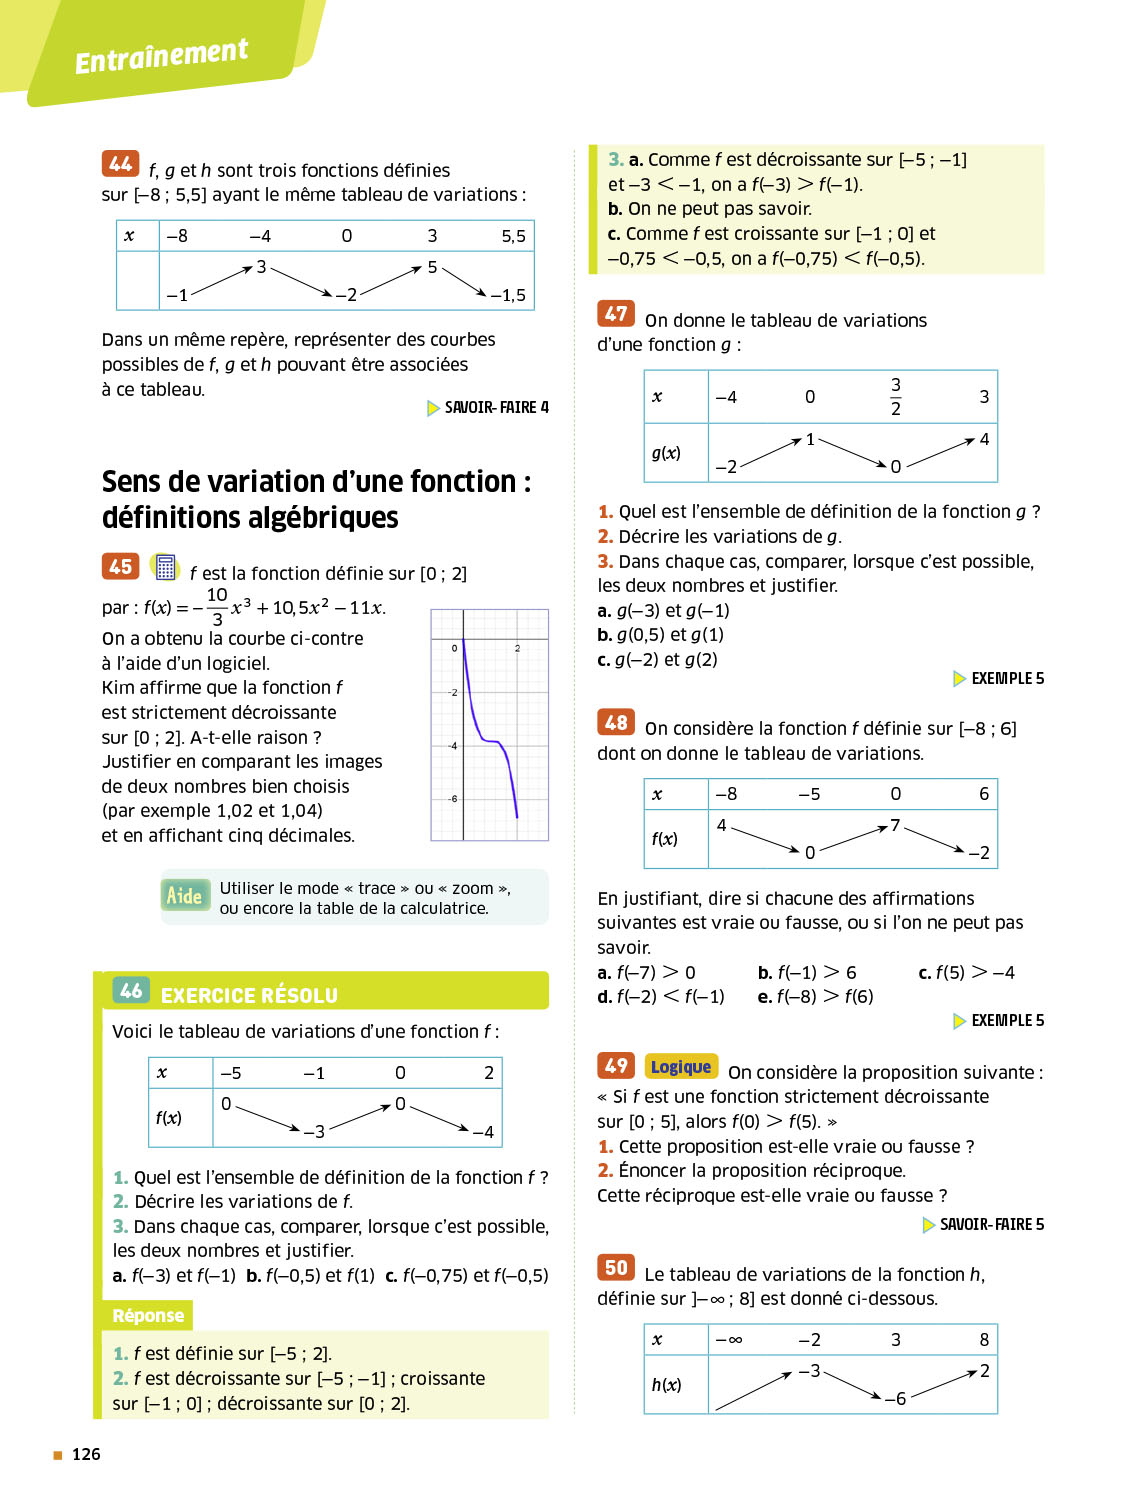 Entraînement
44 f, g et h sont trois fonctions définies
sur [–8 ; 5,5] ayant le même tableau de variations :
x –8 –4 0 3 5,5
3 5
–1 –2 –1,5
Dans un même repère, représenter des courbes
possibles de f, g et h pouvant être associées
à ce tableau.
SAVOIR-FAIRE 4
Sens de variation d’une fonction :
définitions algébriques
45 f est la fonction définie sur [0 ; 2]
par : f(x) = –10/3 x³ + 10,5x² – 11x.
On a obtenu la courbe ci-contre
à l’aide d’un logiciel.
Kim affirme que la fonction f
est strictement décroissante
sur [0 ; 2]. A-t-elle raison ?
Justifier en comparant les images
de deux nombres bien choisis
(par exemple 1,02 et 1,04)
et en affichant cinq décimales.
0 2
-2
-4
-6
Aide Utiliser le mode « trace » ou « zoom »,
ou encore la table de la calculatrice.
46 EXERCICE RÉSOLU
Voici le tableau de variations d’une fonction f :
x –5 –1 0 2
f(x) 0 –3 0 –4
1. Quel est l’ensemble de définition de la fonction f ?
2. Décrire les variations de f.
3. Dans chaque cas, comparer, lorsque c’est possible,
les deux nombres et justifier.
a. f(–3) et f(–1) b. f(–0,5) et f(1) c. f(–0,75) et f(–0,5)
Réponse
1. f est définie sur [–5 ; 2].
2. f est décroissante sur [–5 ; –1] ; croissante
sur [–1 ; 0] ; décroissante sur [0 ; 2].
3. a. Comme f est décroissante sur [–5 ; –1]
et –3 < –1, on a f(–3) > f(–1).
b. On ne peut pas savoir.
c. Comme f est croissante sur [–1 ; 0] et
–0,75 < –0,5, on a f(–0,75) < f(–0,5).
47 On donne le tableau de variations
d’une fonction g :
x –4 0 3/2 3
g(x) –2 1 0 4
1. Quel est l’ensemble de définition de la fonction g ?
2. Décrire les variations de g.
3. Dans chaque cas, comparer, lorsque c’est possible,
les deux nombres et justifier.
a. g(–3) et g(–1)
b. g(0,5) et g(1)
c. g(–2) et g(2)
EXEMPLE 5
48 On considère la fonction f définie sur [–8 ; 6]
dont on donne le tableau de variations.
x –8 –5 0 6
f(x) 4 0 7 –2
En justifiant, dire si chacune des affirmations
suivantes est vraie ou fausse, ou si l’on ne peut pas
savoir.
a. f(–7) > 0 b. f(–1) > 6 c. f(5) > –4
d. f(–2) < f(–1) e. f(–8) > f(6)
EXEMPLE 5
49 Logique On considère la proposition suivante :
« Si f est une fonction strictement décroissante
sur [0 ; 5], alors f(0) > f(5). »
1. Cette proposition est-elle vraie ou fausse ?
2. Énoncer la proposition réciproque.
Cette réciproque est-elle vraie ou fausse ?
SAVOIR-FAIRE 5
50 Le tableau de variations de la fonction h,
définie sur ]–∞ ; 8] est donné ci-dessous.
x –∞ –2 3 8
h(x) –3 –6 2
126